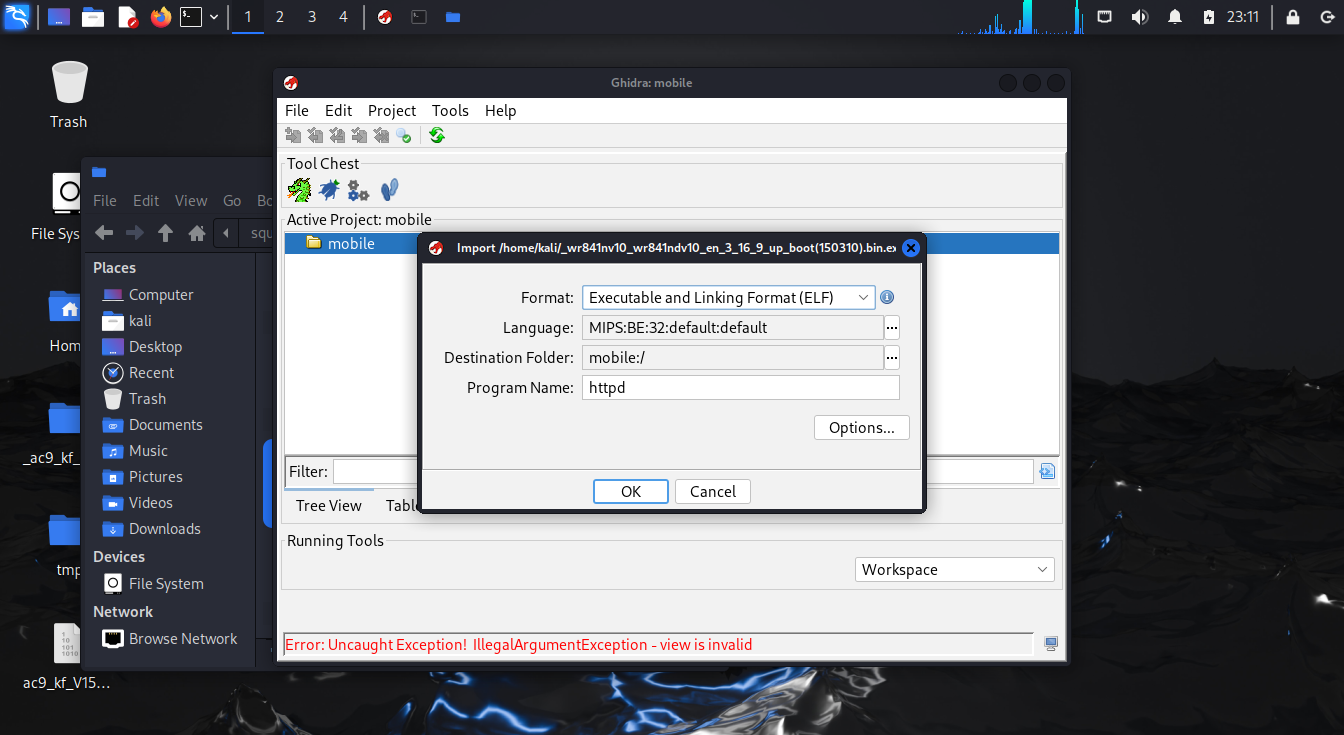 1 2 3 4 23:11
Trash
File Sys
Hom
_ac9_kf_
tmp
ac9_kf_V15...
File Edit View Go Bo
squ
Places
Computer
kali
Desktop
Recent
Trash
Documents
Music
Pictures
Videos
Downloads
Devices
File System
Network
Browse Network
Ghidra: mobile
File Edit Project Tools Help
Tool Chest
Active Project: mobile
mobile
Filter:
Tree View Table
Running Tools
Workspace
Error: Uncaught Exception! IllegalArgumentException - view is invalid
Import /home/kali/_wr841nv10_wr841ndv10_en_3_16_9_up_boot(150310).bin.ex
Format: Executable and Linking Format (ELF)
Language: MIPS:BE:32:default:default ...
Destination Folder: mobile:/ ...
Program Name: httpd
Options...
OK Cancel